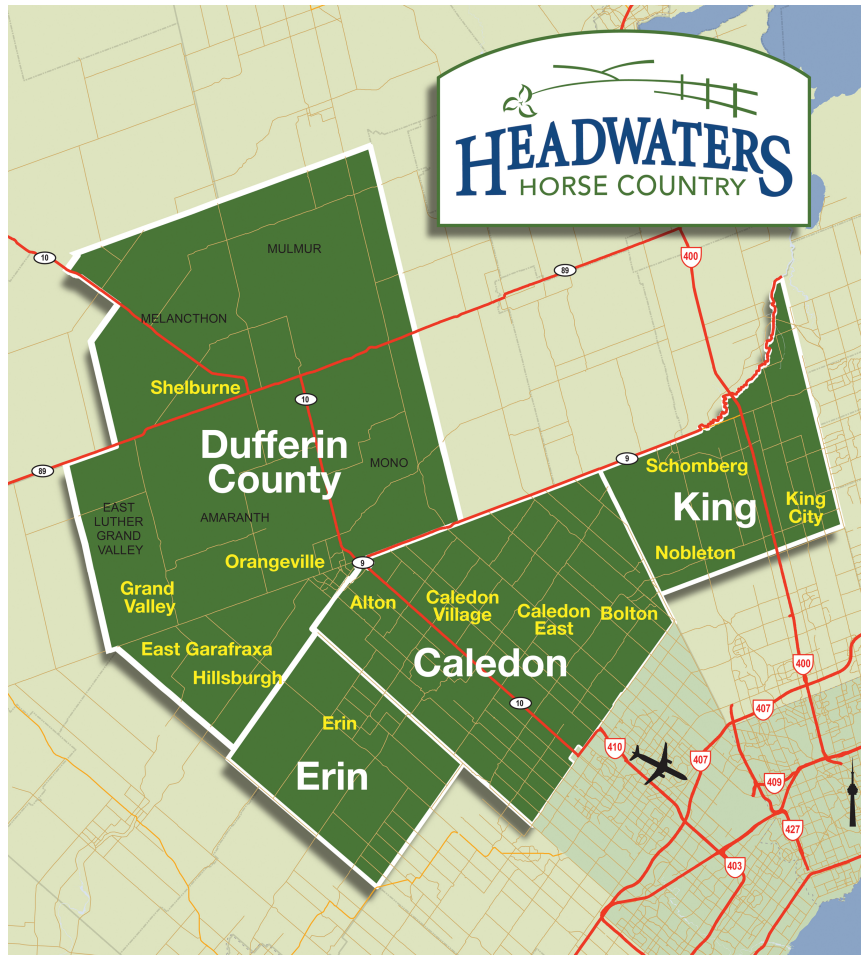 HEADWATERS
HORSE COUNTRY
10
MULMUR
89
400
MELANCTHON
Shelburne
10
Dufferin
County
MONO
89
9
Schomberg
King
King
City
EAST
LUTHER
GRAND
VALLEY
AMARANTH
Orangeville
9
Nobleton
Grand
Valley
Alton
Caledon
Village
Caledon
East
Bolton
East Garafraxa
Hillsburgh
Caledon
400
10
407
Erin
Erin
410
407
409
427
403